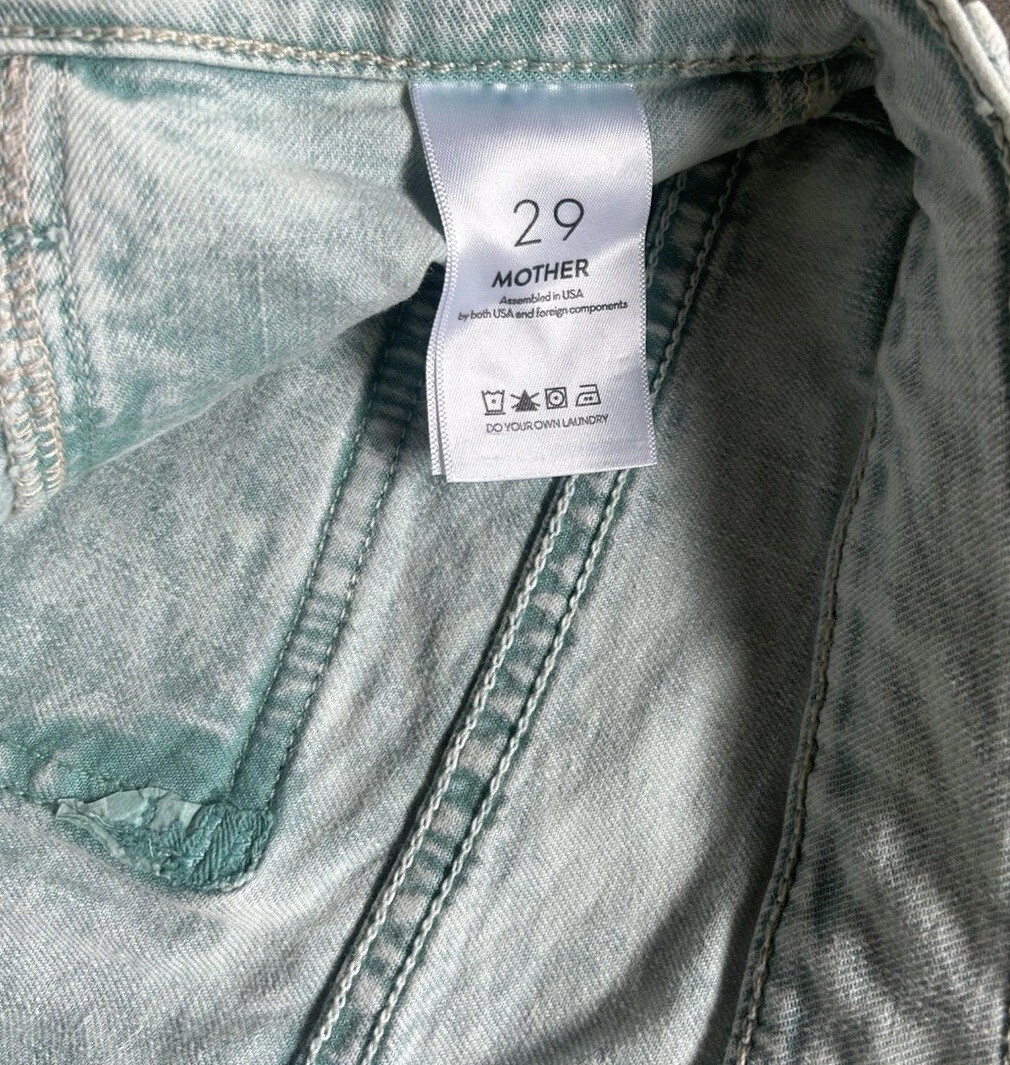 29
MOTHER
Assembled in USA
by both USA and foreign components
DO YOUR OWN LAUNDRY